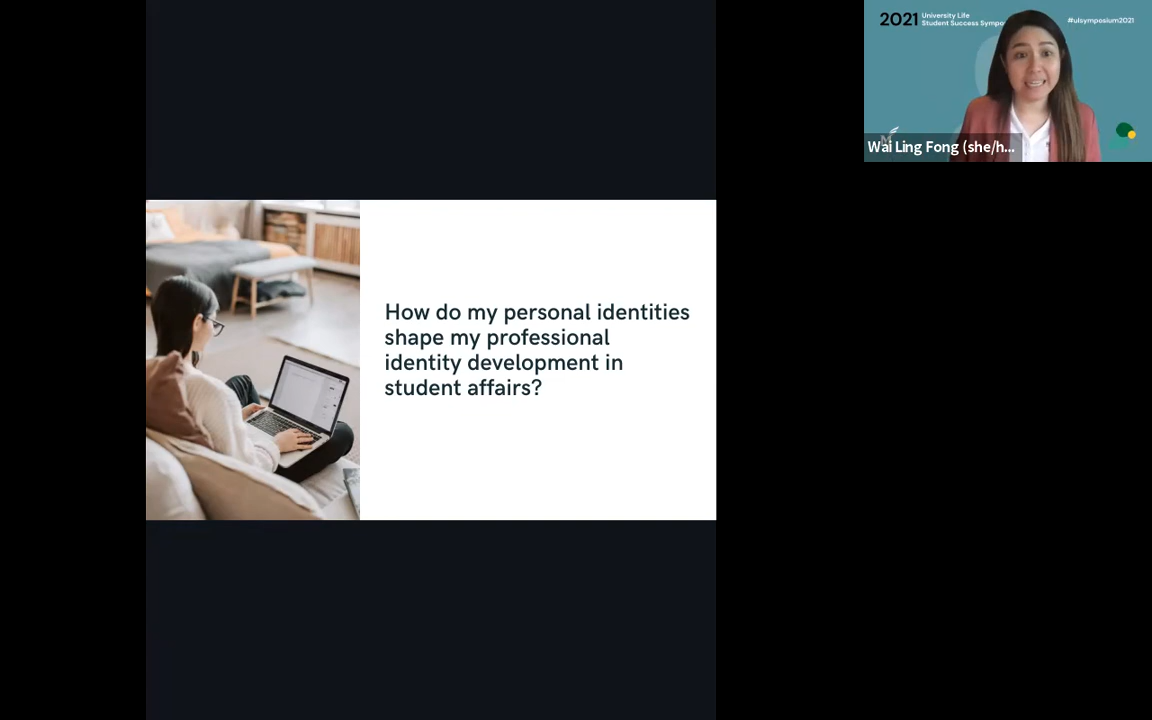 2021 University Life
Student Success Sympo
#ulsymposium2021
Wai Ling Fong (she/h...
How do my personal identities
shape my professional
identity development in
student affairs?